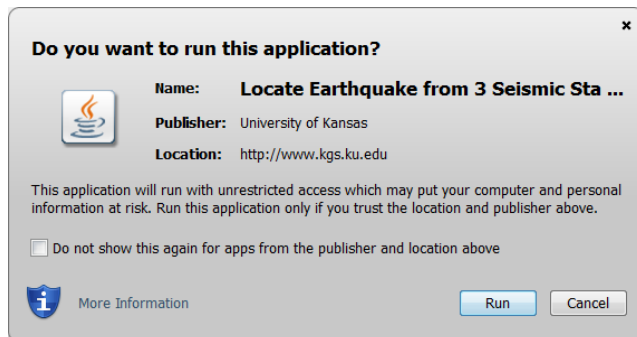 Do you want to run this application?
Name: Locate Earthquake from 3 Seismic Sta ...
Publisher: University of Kansas
Location: http://www.kgs.ku.edu
This application will run with unrestricted access which may put your computer and personal
information at risk. Run this application only if you trust the location and publisher above.
Do not show this again for apps from the publisher and location above
More Information Run Cancel